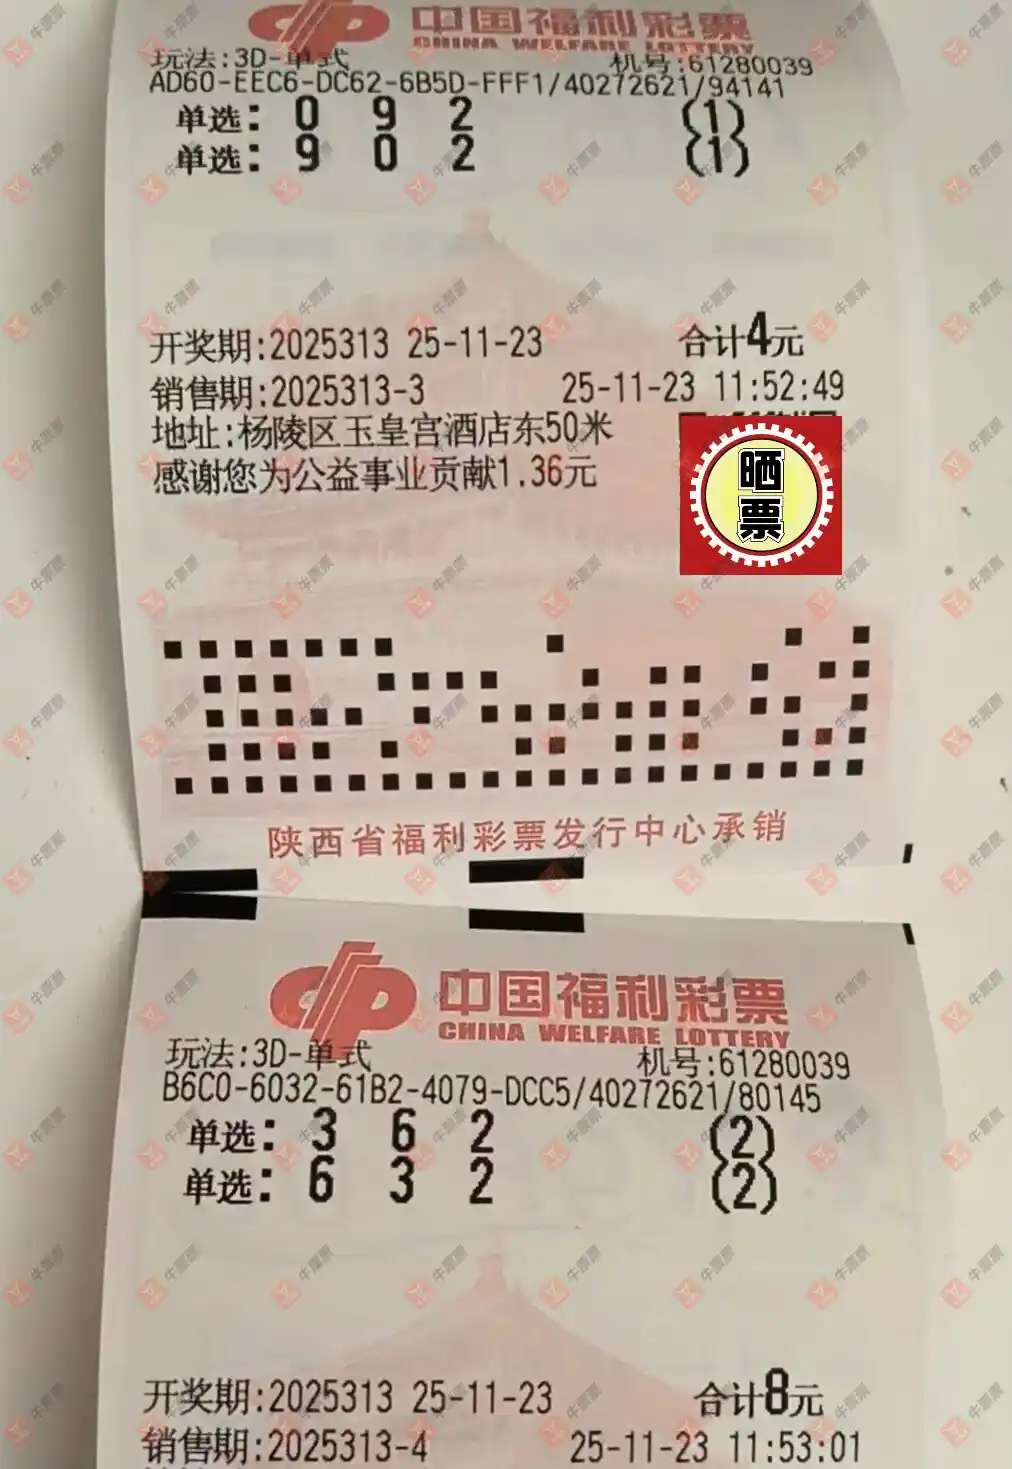 中国福利彩票
CHINA WELFARE LOTTERY
玩法:3D-单式 机号:61280039
AD60-EEC6-DC62-6B5D-FFF1/40272621/94141
单选: 0 9 2 (1)
单选: 9 0 2 (1)
开奖期:2025313 25-11-23 合计4元
销售期:2025313-3 25-11-23 11:52:49
地址:杨陵区玉皇宫酒店东50米
感谢您为公益事业贡献1.36元
晒票
陕西省福利彩票发行中心承销
中国福利彩票
CHINA WELFARE LOTTERY
玩法:3D-单式 机号:61280039
B6C0-6032-61B2-4079-DCC5/40272621/80145
单选: 3 6 2 (2)
单选: 6 3 2 (2)
开奖期:2025313 25-11-23 合计8元
销售期:2025313-4 25-11-23 11:53:01